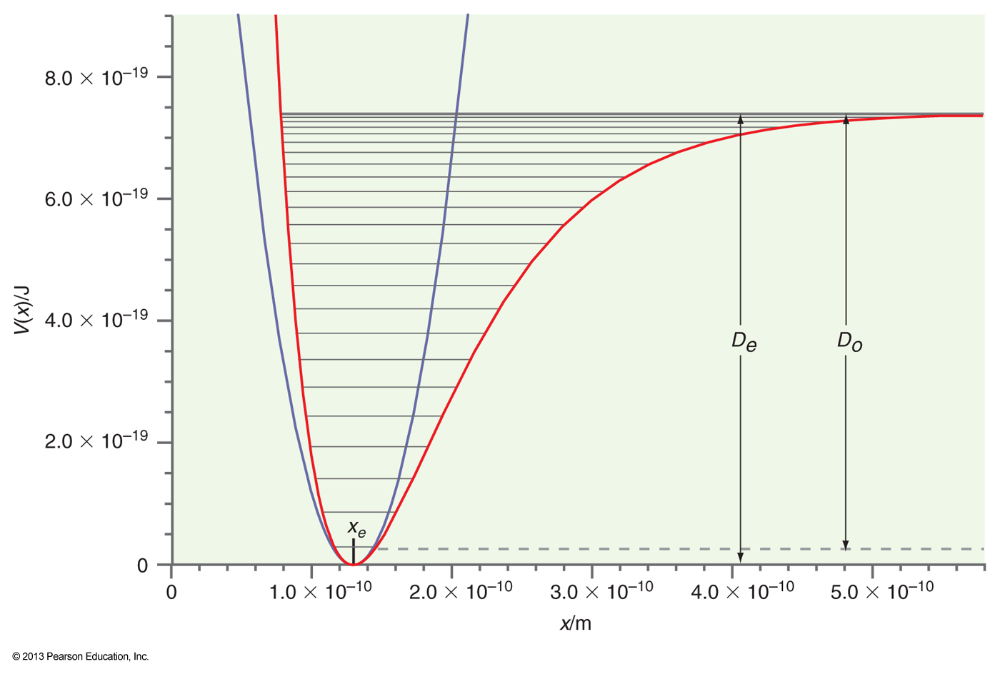 8.0 × 10⁻¹⁹
6.0 × 10⁻¹⁹
V(x)/J
4.0 × 10⁻¹⁹
Dₑ
Dₒ
2.0 × 10⁻¹⁹
xₑ
0
0
1.0 × 10⁻¹⁰
2.0 × 10⁻¹⁰
3.0 × 10⁻¹⁰
4.0 × 10⁻¹⁰
5.0 × 10⁻¹⁰
x/m
© 2013 Pearson Education, Inc.